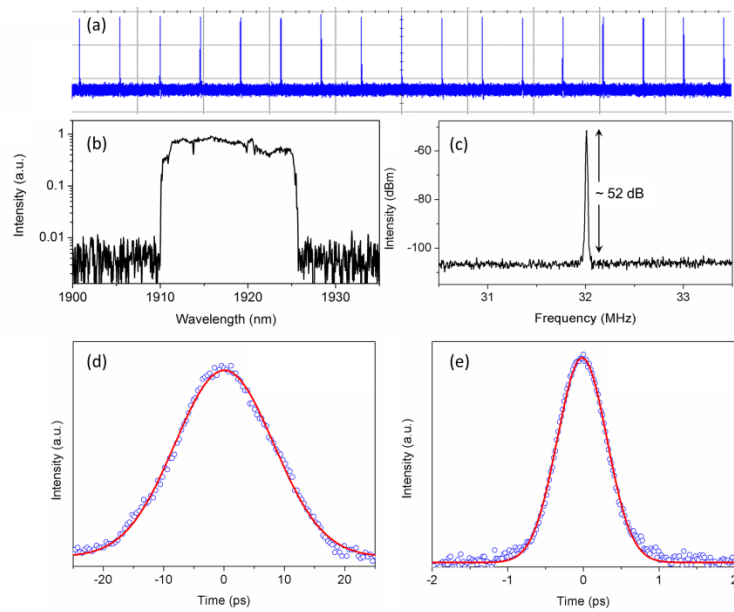 (a)
(b)
Intensity (a.u.)
1
0.1
0.01
1900 1910 1920 1930
Wavelength (nm)
(c)
Intensity (dBm)
-60
-80
-100
~ 52 dB
31 32 33
Frequency (MHz)
(d)
Intensity (a.u.)
-20 -10 0 10 20
Time (ps)
(e)
Intensity (a.u.)
-2 -1 0 1 2
Time (ps)